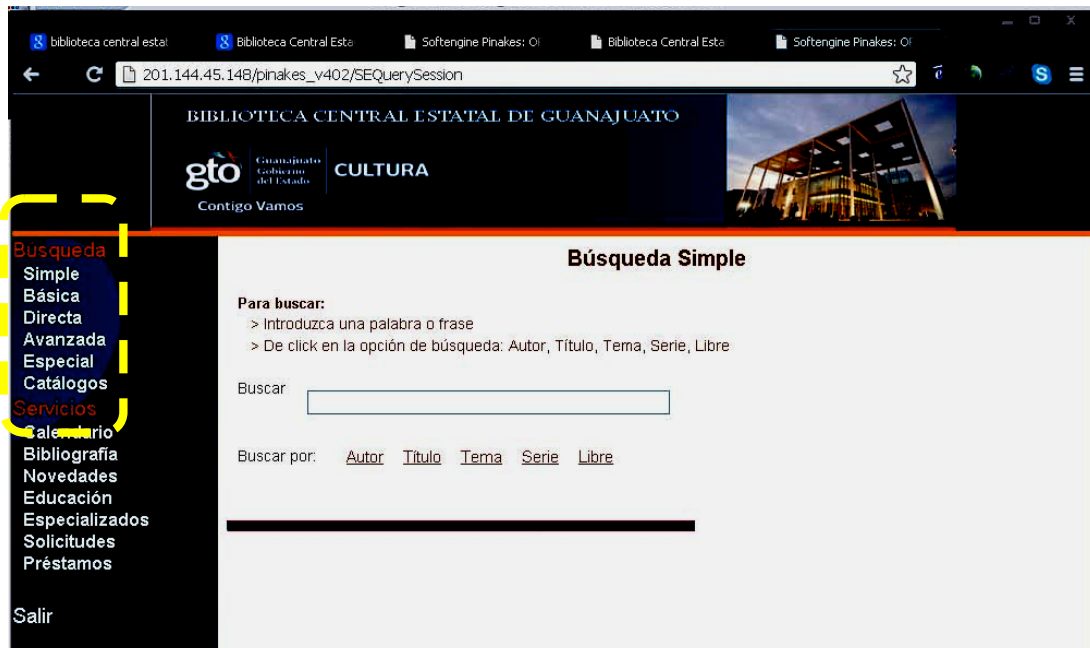 biblioteca central estat
Biblioteca Central Esta
Softengine Pinakes: O
Biblioteca Central Esta
Softengine Pinakes: O
201.144.45.148/pinakes_v402/SEQuerySession
BIBLIOTECA CENTRAL ESTATAL DE GUANAJUATO
gto
Guanajuato
Gobierno
del Estado
CULTURA
Contigo Vamos
Búsqueda
Simple
Básica
Directa
Avanzada
Especial
Catálogos
Servicios
Calendario
Bibliografía
Novedades
Educación
Especializados
Solicitudes
Préstamos
Salir
Búsqueda Simple
Para buscar:
> Introduzca una palabra o frase
> De click en la opción de búsqueda: Autor, Título, Tema, Serie, Libre
Buscar
Buscar por: Autor Título Tema Serie Libre